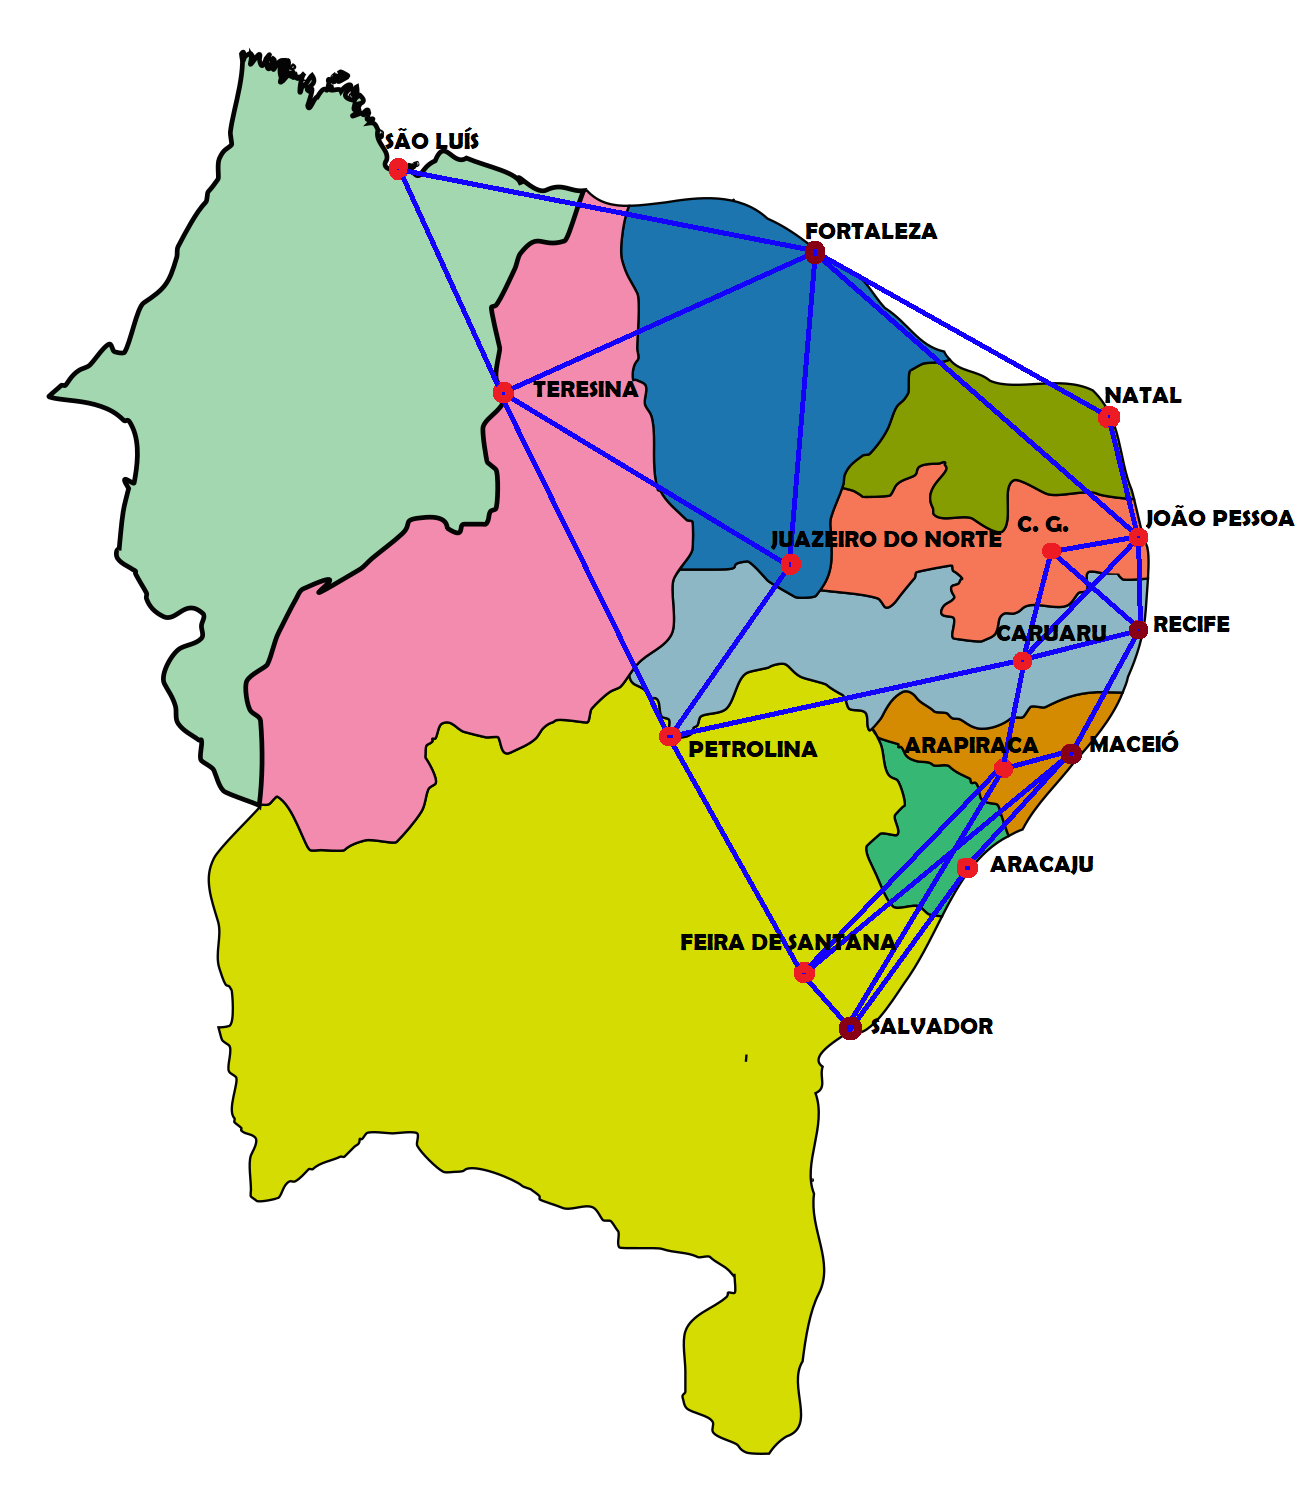 SÃO LUÍS
FORTALEZA
TERESINA
NATAL
JOÃO PESSOA
C. G.
JUAZEIRO DO NORTE
RECIFE
CARUARU
ARAPIRACA
MACEIÓ
PETROLINA
ARACAJU
FEIRA DE SANTANA
SALVADOR